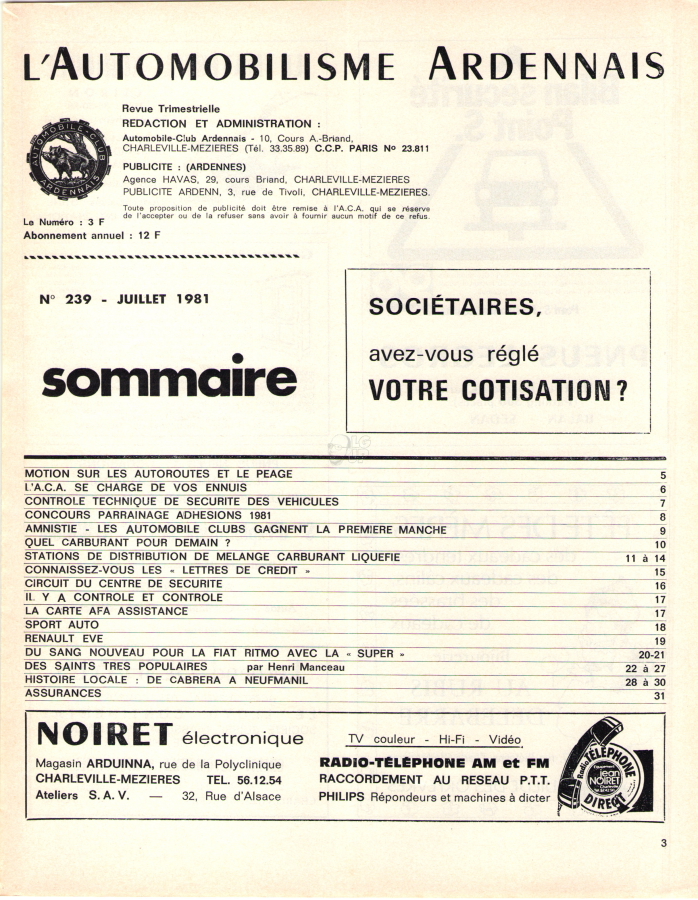 L'AUTOMOBILISME ARDENNAIS
Revue Trimestrielle
REDACTION ET ADMINISTRATION :
Automobile-Club Ardennais - 10, Cours A.-Briand,
CHARLEVILLE-MEZIERES (Tél. 33.35.89) C.C.P. PARIS No 23.811
PUBLICITE : (ARDENNES)
Agence HAVAS, 29, cours Briand, CHARLEVILLE-MEZIERES
PUBLICITE ARDENN, 3, rue de Tivoli, CHARLEVILLE-MEZIERES.
Toute proposition de publicité doit être remise à l'A.C.A. qui se réserve
de l'accepter ou de la refuser sans avoir à fournir aucun motif de ce refus.
AUTOMOBILE-CLUB
ARDENNAIS
Le Numéro : 3 F
Abonnement annuel : 12 F
N° 239 - JUILLET 1981
sommaire
SOCIÉTAIRES,
avez-vous réglé
VOTRE COTISATION ?
MOTION SUR LES AUTOROUTES ET LE PEAGE 5
L'A.C.A. SE CHARGE DE VOS ENNUIS 6
CONTROLE TECHNIQUE DE SECURITE DES VEHICULES 7
CONCOURS PARRAINAGE ADHESIONS 1981 8
AMNISTIE - LES AUTOMOBILE CLUBS GAGNENT LA PREMIERE MANCHE 9
QUEL CARBURANT POUR DEMAIN ? 10
STATIONS DE DISTRIBUTION DE MELANGE CARBURANT LIQUEFIE 11 à 14
CONNAISSEZ-VOUS LES « LETTRES DE CREDIT » 15
CIRCUIT DU CENTRE DE SECURITE 16
IL Y A CONTROLE ET CONTROLE 17
LA CARTE AFA ASSISTANCE 17
SPORT AUTO 18
RENAULT EVE 19
DU SANG NOUVEAU POUR LA FIAT RITMO AVEC LA « SUPER » 20-21
DES SAINTS TRES POPULAIRES par Henri Manceau 22 à 27
HISTOIRE LOCALE : DE CABRERA A NEUFMANIL 28 à 30
ASSURANCES 31
NOIRET électronique
Magasin ARDUINNA, rue de la Polyclinique
CHARLEVILLE-MEZIERES TEL. 56.12.54
Ateliers S.A.V. — 32, Rue d'Alsace
TV couleur - Hi-Fi - Vidéo
RADIO-TÉLÉPHONE AM et FM
RACCORDEMENT AU RESEAU P.T.T.
PHILIPS Répondeurs et machines à dicter
Radio TÉLÉPHONE
Jean
NOIRET
DIRECT
3